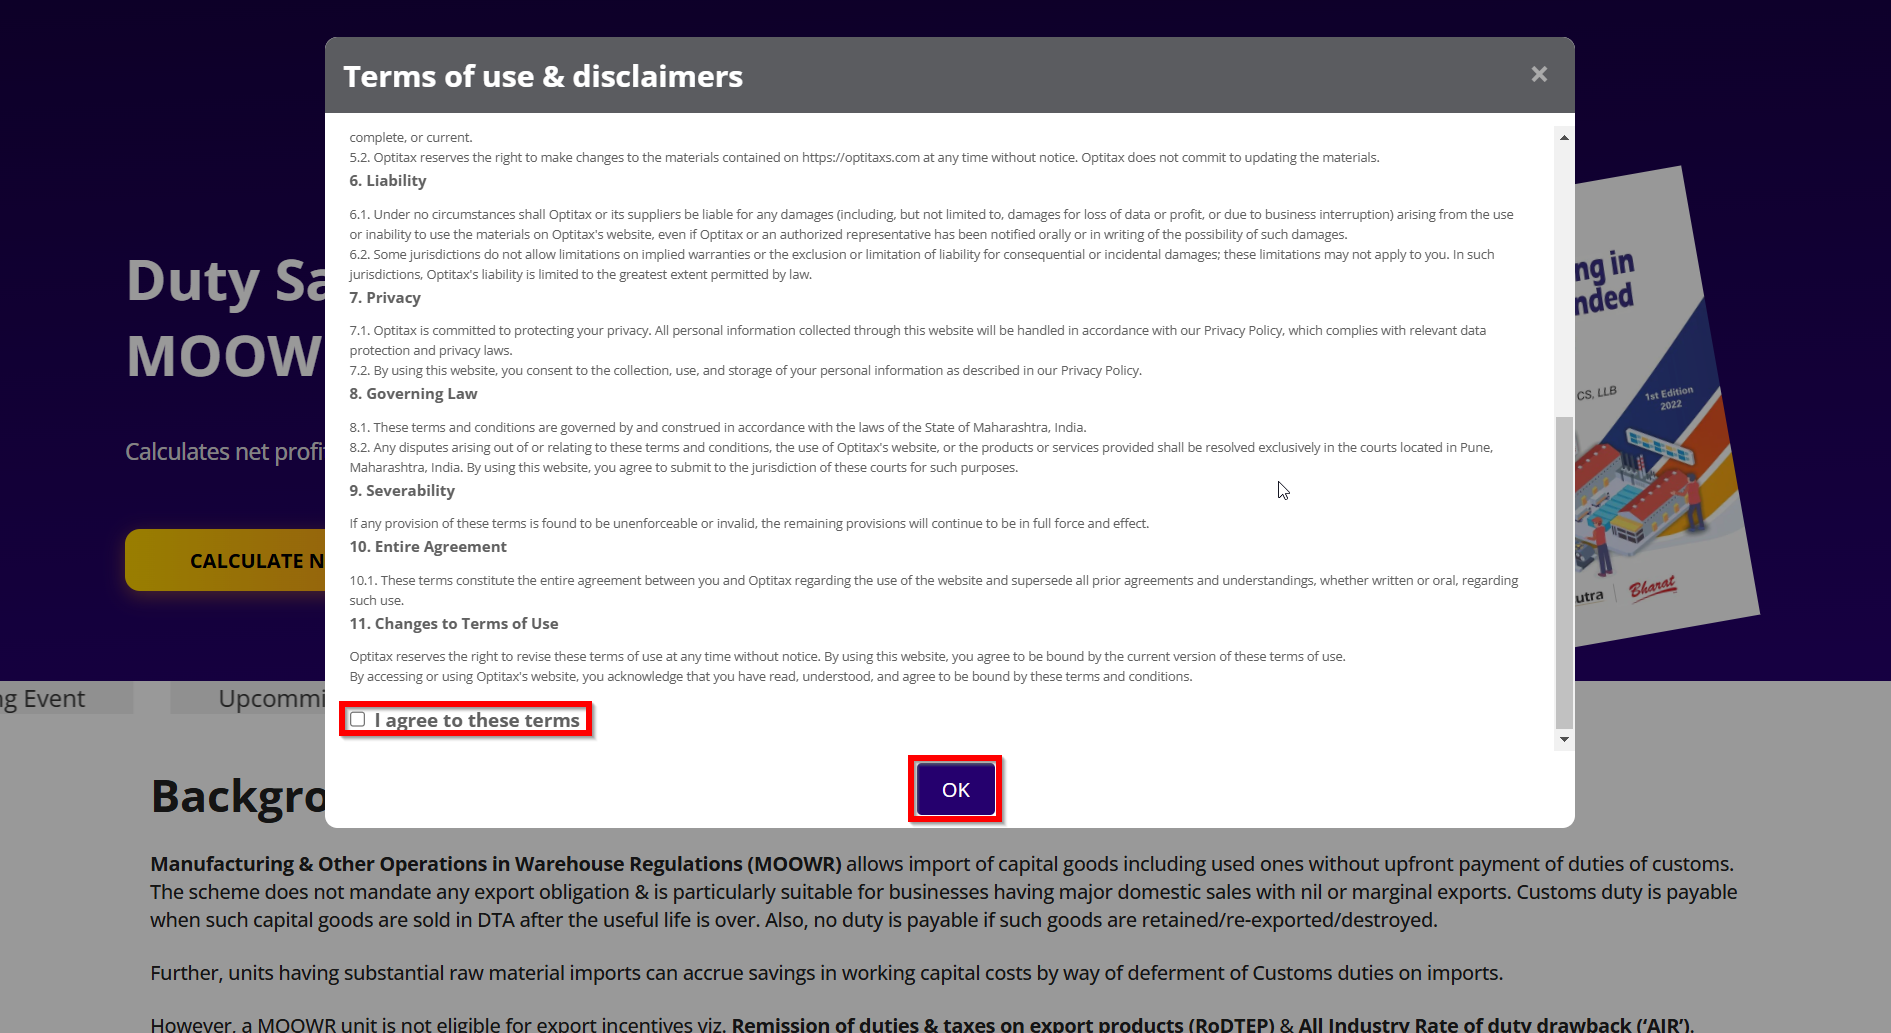 Terms of use & disclaimers
×
complete, or current.
5.2. Optitax reserves the right to make changes to the materials contained on https://optitaxs.com at any time without notice. Optitax does not commit to updating the materials.
6. Liability
6.1. Under no circumstances shall Optitax or its suppliers be liable for any damages (including, but not limited to, damages for loss of data or profit, or due to business interruption) arising from the use
or inability to use the materials on Optitax's website, even if Optitax or an authorized representative has been notified orally or in writing of the possibility of such damages.
6.2. Some jurisdictions do not allow limitations on implied warranties or the exclusion or limitation of liability for consequential or incidental damages; these limitations may not apply to you. In such
jurisdictions, Optitax's liability is limited to the greatest extent permitted by law.
7. Privacy
7.1. Optitax is committed to protecting your privacy. All personal information collected through this website will be handled in accordance with our Privacy Policy, which complies with relevant data
protection and privacy laws.
7.2. By using this website, you consent to the collection, use, and storage of your personal information as described in our Privacy Policy.
8. Governing Law
8.1. These terms and conditions are governed by and construed in accordance with the laws of the State of Maharashtra, India.
8.2. Any disputes arising out of or relating to these terms and conditions, the use of Optitax's website, or the products or services provided shall be resolved exclusively in the courts located in Pune,
Maharashtra, India. By using this website, you agree to submit to the jurisdiction of these courts for such purposes.
9. Severability
If any provision of these terms is found to be unenforceable or invalid, the remaining provisions will continue to be in full force and effect.
10. Entire Agreement
10.1. These terms constitute the entire agreement between you and Optitax regarding the use of the website and supersede all prior agreements and understandings, whether written or oral, regarding
such use.
11. Changes to Terms of Use
Optitax reserves the right to revise these terms of use at any time without notice. By using this website, you agree to be bound by the current version of these terms of use.
By accessing or using Optitax's website, you acknowledge that you have read, understood, and agree to be bound by these terms and conditions.
I agree to these terms
OK
Duty Sa
MOOW
Calculates net profi
CALCULATE N
ng in
nded
CS, LLB
1st Edition
2022
utra
Bharat
ng Event
Upcommi
Backgro
Manufacturing & Other Operations in Warehouse Regulations (MOOWR) allows import of capital goods including used ones without upfront payment of duties of customs.
The scheme does not mandate any export obligation & is particularly suitable for businesses having major domestic sales with nil or marginal exports. Customs duty is payable
when such capital goods are sold in DTA after the useful life is over. Also, no duty is payable if such goods are retained/re-exported/destroyed.
Further, units having substantial raw material imports can accrue savings in working capital costs by way of deferment of Customs duties on imports.
However, a MOOWR unit is not eligible for export incentives viz. Remission of duties & taxes on export products (RoDTEP) & All Industry Rate of duty drawback ('AIR').